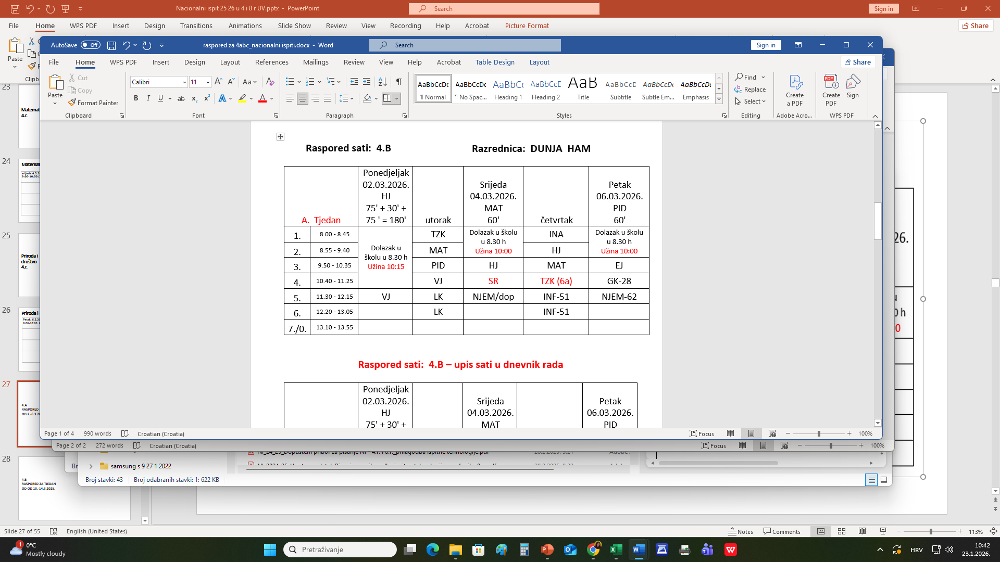 Nacionalni ispit 25 26 u 4 i 8 r UV.pptx - PowerPoint
Search
Sign in
File Home WPS PDF Insert Design Transitions Animations Slide Show Review View Recording Help Acrobat Picture Format Share
Paste
AutoSave Off
raspored za 4abc_nacionalni ispiti.docx - Word
Search
Sign in
File Home WPS PDF Insert Draw Design Layout References Mailings Review View Help Acrobat Table Design Layout Share
Paste
Cut
Copy
Format Painter
Calibri 11
AaBbCcDc AaBbCcDc AaBbCc AaBbCcD AaB AaBbCcD AaBbCcDc AaBbCcDc
¶ Normal ¶ No Spac... Heading 1 Heading 2 Title Subtitle Subtle Em... Emphasis
Find
Replace
Select
Create
a PDF
Create
PDF
Sign
Clipboard Font Paragraph Styles Editing Adobe Acro... WPS PDF
Raspored sati: 4.B
Razrednica: DUNJA HAM
A. Tjedan
Ponedjeljak
02.03.2026.
HJ
75' + 30' +
75 ' = 180'
utorak
Srijeda
04.03.2026.
MAT
60'
četvrtak
Petak
06.03.2026.
PID
60'
1. 8.00 - 8.45 TZK INA
2. 8.55 - 9.40 MAT HJ
Dolazak u
školu u 8.30 h
Užina 10:15
Dolazak u školu
u 8.30 h
Užina 10:00
Dolazak u školu
u 8.30 h
Užina 10:00
3. 9.50 - 10.35 PID HJ MAT EJ
4. 10.40 - 11.25 VJ SR TZK (6a) GK-28
5. 11.30 - 12.15 VJ LK NJEM/dop INF-51 NJEM-62
6. 12.20 - 13.05 LK INF-51
7./0. 13.10 - 13.55
Raspored sati: 4.B – upis sati u dnevnik rada
Ponedjeljak
02.03.2026.
HJ
75' + 30' +
Srijeda
04.03.2026.
MAT
Petak
06.03.2026.
PID
Page 1 of 4 990 words Croatian (Croatia) Focus 100%
Page 2 of 2 272 words Croatian (Croatia) Focus 100%
samsung s 9 27 1 2022
Broj stavki: 43 Broj odabranih stavki: 1: 622 KB
23
24
25
Priroda i
društvo
4.r.
26
27
4.A
RASPORED
28
4.B
RASPORED ZA TJEDAN
OD OD 10.-14.3.2025.
Slide 27 of 55 English (United States) Notes Comments 113%
0°C
Mostly cloudy
Pretraživanje
HRV
10:42
23.1.2026.